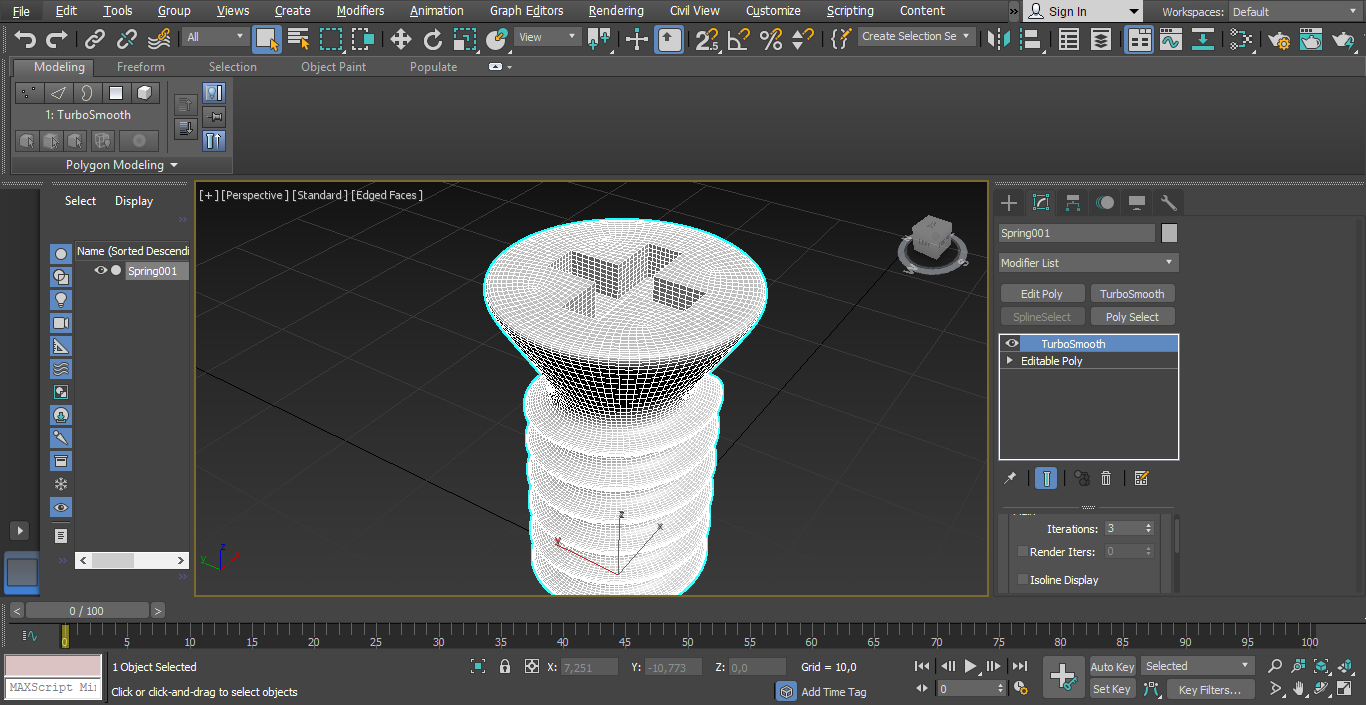 File Edit Tools Group Views Create Modifiers Animation Graph Editors Rendering Civil View Customize Scripting Content » Sign In Workspaces: Default
All View Create Selection Se
Modeling Freeform Selection Object Paint Populate
1: TurboSmooth
Polygon Modeling
Select Display
Name (Sorted Descendi
Spring001
[+] [Perspective ] [Standard ] [Edged Faces ]
z
x
y
z
y
Spring001
Modifier List
Edit Poly TurboSmooth
SplineSelect Poly Select
TurboSmooth
Editable Poly
Iterations: 3
Render Iters: 0
Isoline Display
< 0 / 100 >
0 5 10 15 20 25 30 35 40 45 50 55 60 65 70 75 80 85 90 95 100
1 Object Selected X: 7,251 Y: -10,773 Z: 0,0 Grid = 10,0 Auto Key Selected
MAXScript Mi
Click or click-and-drag to select objects Add Time Tag 0 Set Key Key Filters...